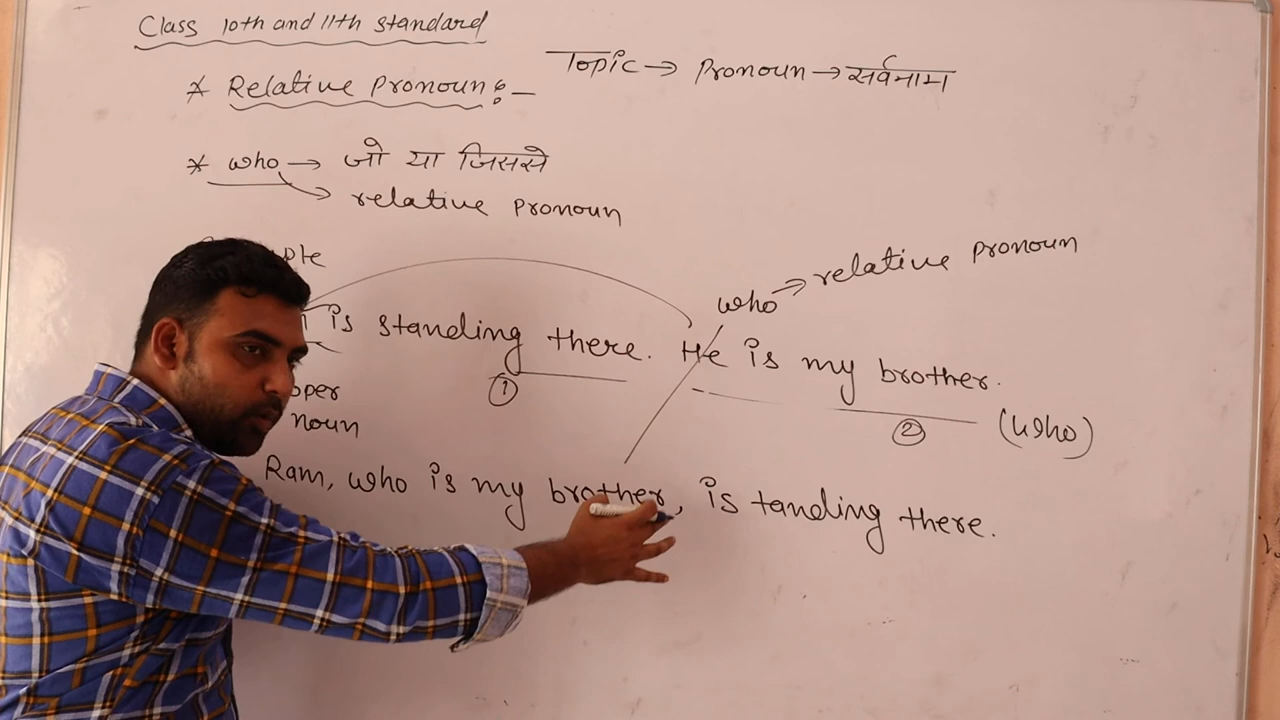 Class 10th and 11th standard
Topic → Pronoun → सर्वनाम
* Relative Pronoun :-
* who → जो या जिससे
→ relative pronoun
who → relative pronoun
is standing there. He is my brother.
① ② (who)
noun
Ram, who is my brother, is tanding there.